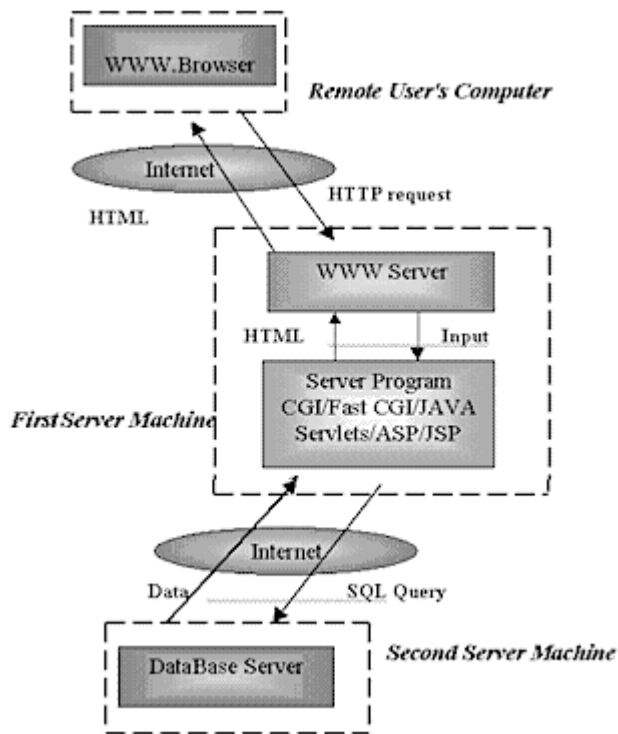 WWW.Browser
Remote User's Computer
Internet
HTTP request
HTML
WWW Server
HTML
Input
Server Program
CGI/Fast CGI/JAVA
Servlets/ASP/JSP
FirstServer Machine
Internet
Data
SQL Query
DataBase Server
Second Server Machine